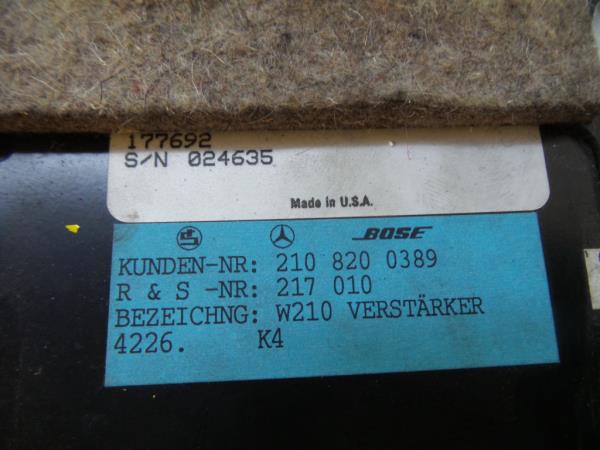 177692
S/N 024635
Made in U.S.A.
BOSE
KUNDEN-NR: 210 820 0389
R & S -NR: 217 010
BEZEICHNG: W210 VERSTÄRKER
4226. K4